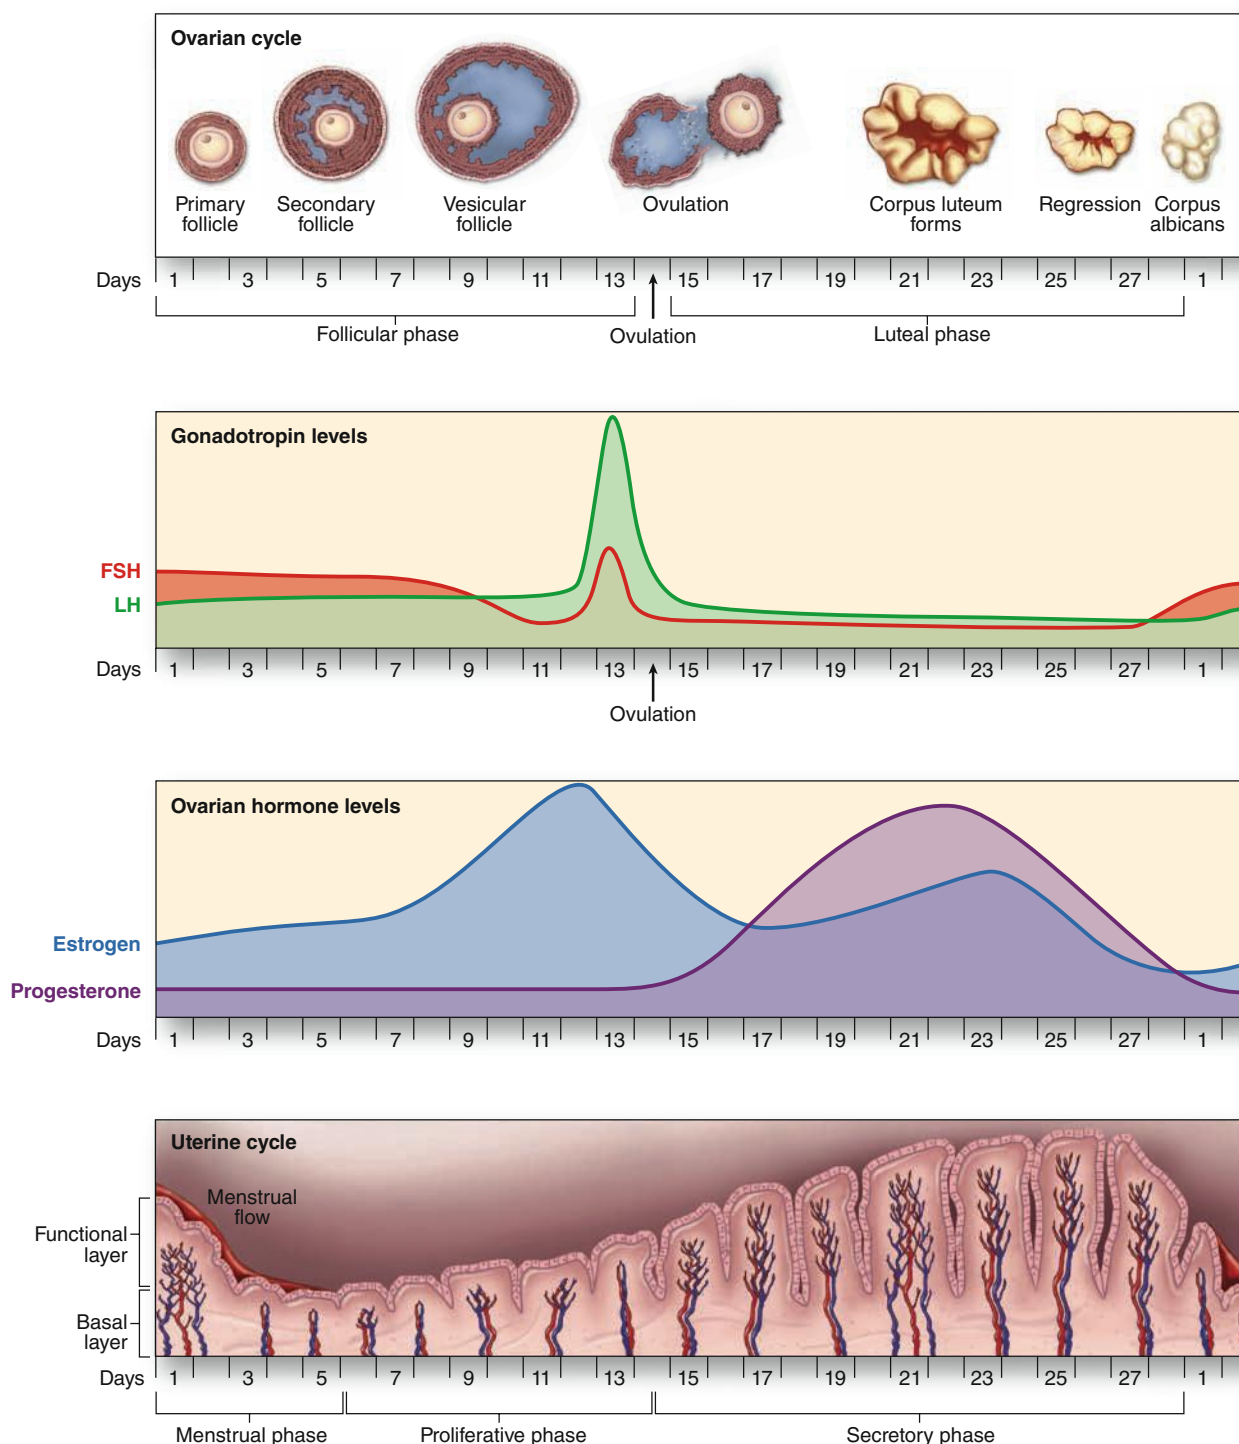 Ovarian cycle
Primary
follicle
Secondary
follicle
Vesicular
follicle
Ovulation
Corpus luteum
forms
Regression
Corpus
albicans
Days 1 3 5 7 9 11 13 15 17 19 21 23 25 27 1
Follicular phase
Ovulation
Luteal phase
Gonadotropin levels
FSH
LH
Days 1 3 5 7 9 11 13 15 17 19 21 23 25 27 1
Ovulation
Ovarian hormone levels
Estrogen
Progesterone
Days 1 3 5 7 9 11 13 15 17 19 21 23 25 27 1
Uterine cycle
Menstrual
flow
Functional
layer
Basal
layer
Days 1 3 5 7 9 11 13 15 17 19 21 23 25 27 1
Menstrual phase
Proliferative phase
Secretory phase